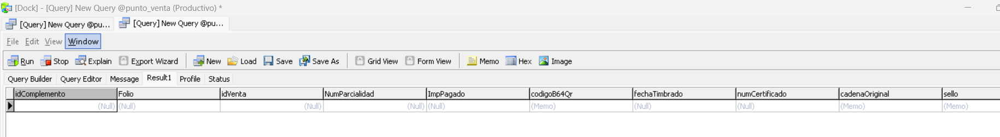 [Dock] - [Query] New Query @punto_venta (Productivo) *
[Query] New Query @pu... [Query] New Query @pu...
File Edit View Window
Run Stop Explain Export Wizard New Load Save Save As Grid View Form View Memo Hex Image
Query Builder Query Editor Message Result1 Profile Status
idComplemento Folio idVenta NumParcialidad ImpPagado codigoB64Qr fechaTimbrado numCertificado cadenaOriginal sello
(Null) (Null) (Null) (Null) (Null) (Memo) (Null) (Null) (Memo) (Memo)